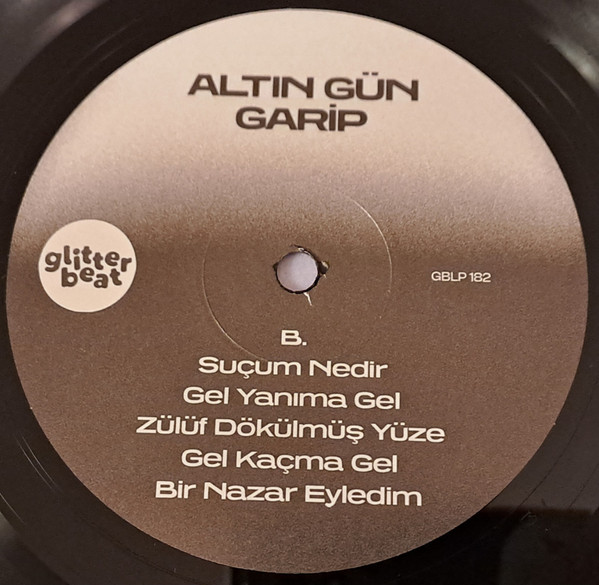 ALTIN GÜN
GARİP
glitter
beat
GBLP 182
B.
Suçum Nedir
Gel Yanıma Gel
Zülüf Dökülmüş Yüze
Gel Kaçma Gel
Bir Nazar Eyledim